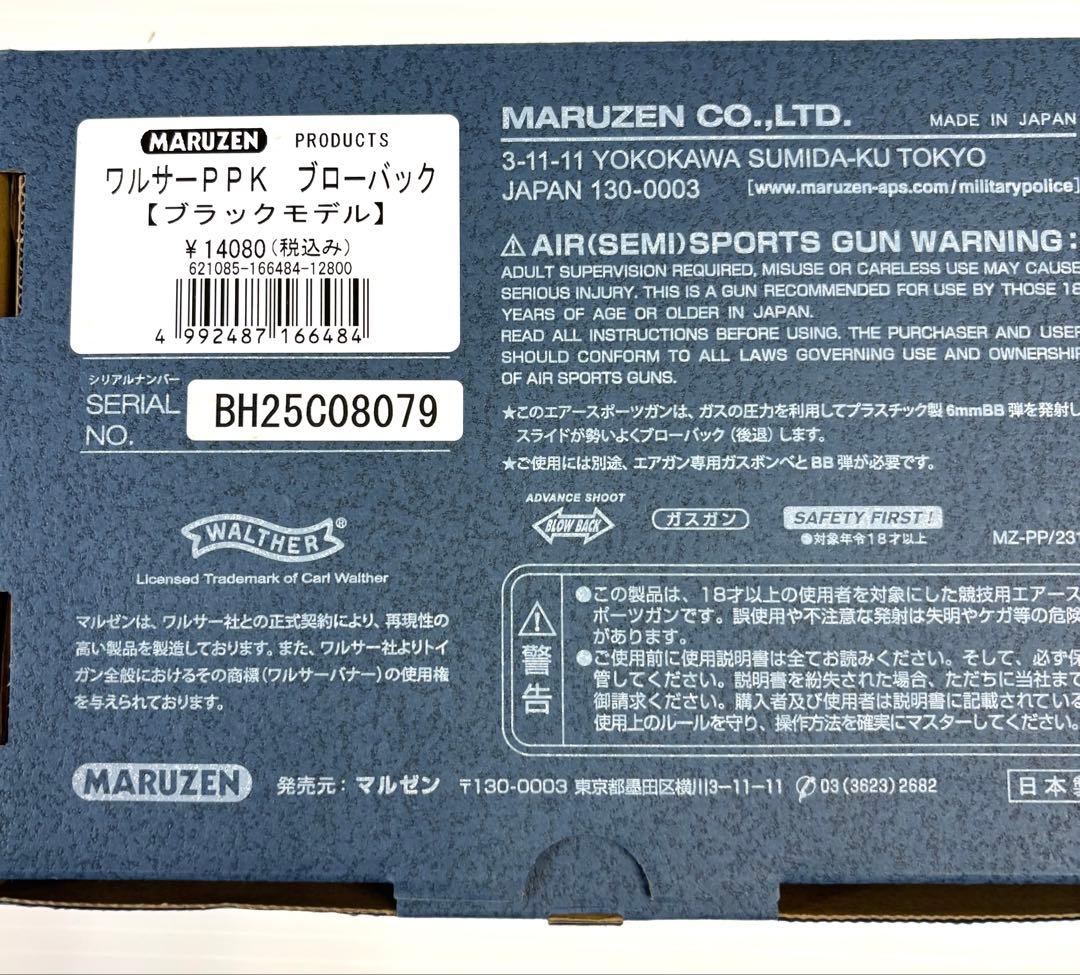 MARUZEN PRODUCTS
ワルサーPPK ブローバック
【ブラックモデル】
¥14080(税込み)
621085-166484-12800
4 992487 166484
シリアルナンバー
SERIAL NO.
BH25C08079
WALTHER®
Licensed Trademark of Carl Walther
マルゼンは、ワルサー社との正式契約により、再現性の
高い製品を製造しております。また、ワルサー社よりトイ
ガン全般におけるその商標(ワルサーバナー)の使用権
を与えられております。
MARUZEN CO.,LTD. MADE IN JAPAN
3-11-11 YOKOKAWA SUMIDA-KU TOKYO
JAPAN 130-0003 [www.maruzen-aps.com/militarypolice]
⚠AIR(SEMI)SPORTS GUN WARNING:
ADULT SUPERVISION REQUIRED, MISUSE OR CARELESS USE MAY CAUSE
SERIOUS INJURY. THIS IS A GUN RECOMMENDED FOR USE BY THOSE 18
YEARS OF AGE OR OLDER IN JAPAN.
READ ALL INSTRUCTIONS BEFORE USING. THE PURCHASER AND USER
SHOULD CONFORM TO ALL LAWS GOVERNING USE AND OWNERSHIP
OF AIR SPORTS GUNS.
★このエアースポーツガンは、ガスの圧力を利用してプラスチック製6mmBB弾を発射し
スライドが勢いよくブローバック(後退)します。
★ご使用には別途、エアガン専用ガスボンベとBB弾が必要です。
ADVANCE SHOOT
BLOW BACK
ガスガン
SAFETY FIRST!
●対象年令18才以上
MZ-PP/231
⚠警告
●この製品は、18才以上の使用者を対象にした競技用エアース
ポーツガンです。誤使用や不注意な発射は失明やケガ等の危険
があります。
●ご使用前に使用説明書は全てお読みください。そして、必ず保
管してください。説明書を紛失された場合、ただちに当社まで
御請求ください。購入者及び使用者は説明書に記載されている
使用上のルールを守り、操作方法を確実にマスターしてください。
MARUZEN 発売元:マルゼン 〒130-0003 東京都墨田区横川3-11-11 03(3623)2682
日本